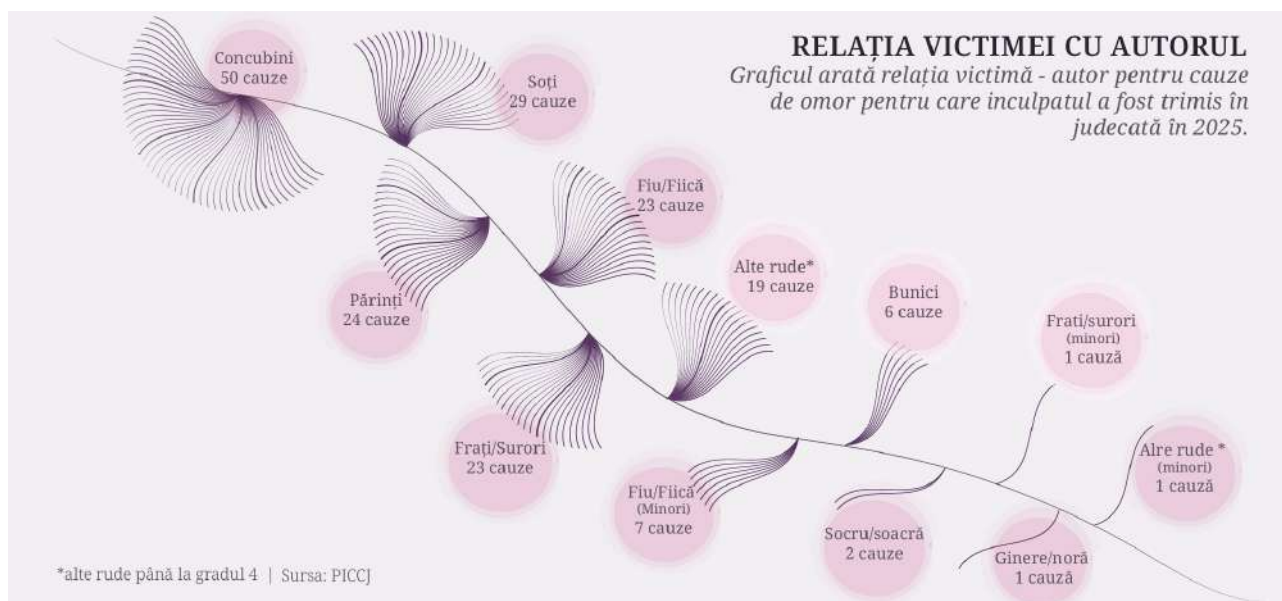 RELAȚIA VICTIMEI CU AUTORUL
Graficul arată relația victimă - autor pentru cauze
de omor pentru care inculpatul a fost trimis în
judecată în 2025.
Concubini
50 cauze
Soți
29 cauze
Fiu/Fiică
23 cauze
Părinți
24 cauze
Alte rude*
19 cauze
Bunici
6 cauze
Frati/surori
(minori)
1 cauză
Frați/Surori
23 cauze
Fiu/Fiică
(Minori)
7 cauze
Socru/soacră
2 cauze
Alre rude *
(minori)
1 cauză
Ginere/noră
1 cauză
*alte rude până la gradul 4 | Sursa: PICCJ